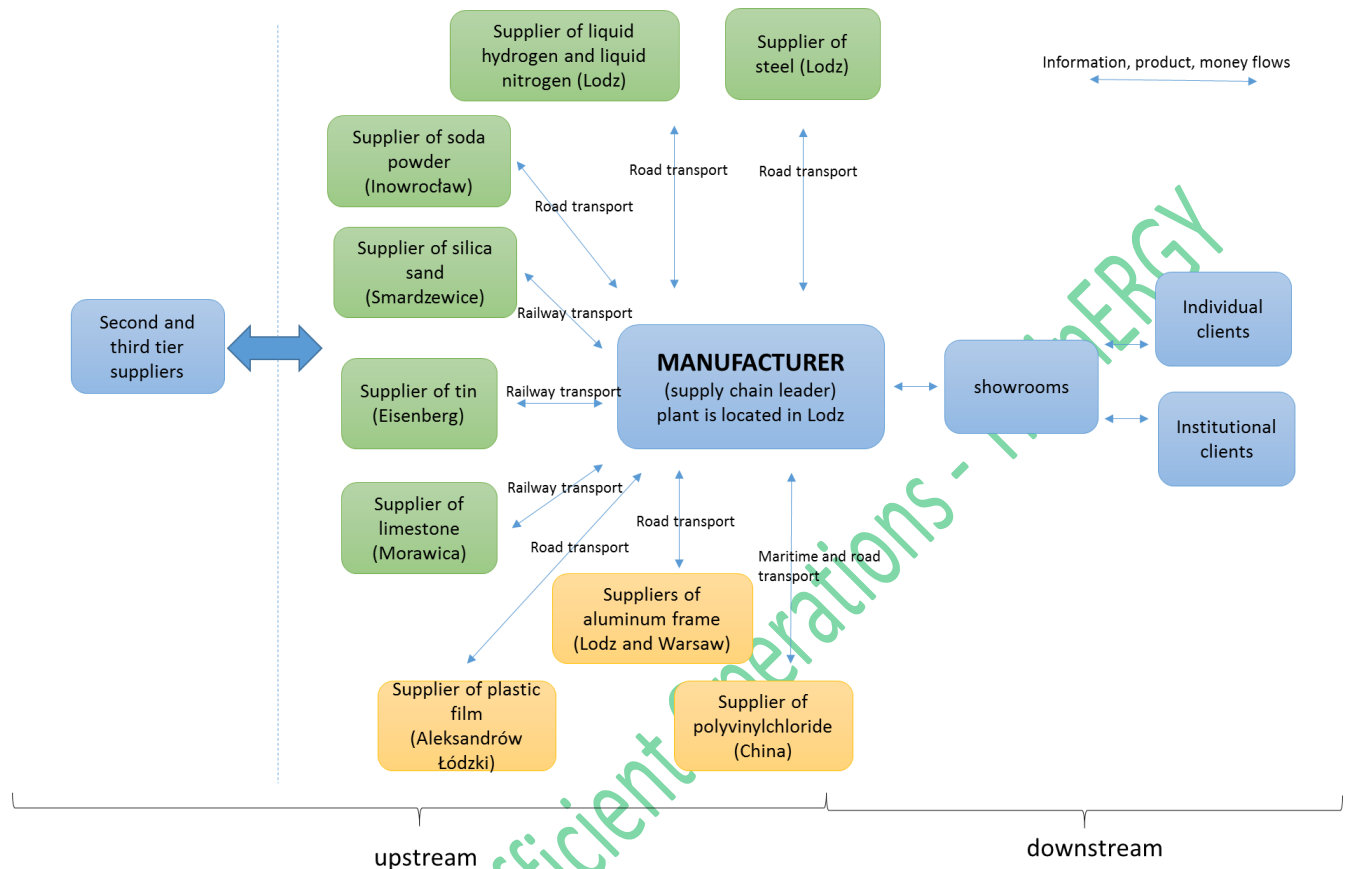 Supplier of liquid
hydrogen and liquid
nitrogen (Lodz)
Supplier of
steel (Lodz)
Information, product, money flows
Supplier of soda
powder
(Inowrocław)
Road transport
Road transport
Road transport
Supplier of silica
sand
(Smardzewice)
Railway transport
Second and
third tier
suppliers
MANUFACTURER
(supply chain leader)
plant is located in Lodz
showrooms
Individual
clients
Institutional
clients
Supplier of tin
(Eisenberg)
Railway transport
Supplier of
limestone
(Morawica)
Railway transport
Road transport
Road transport
Maritime and road
transport
Suppliers of
aluminum frame
(Lodz and Warsaw)
Supplier of plastic
film
(Aleksandrów
Łódzki)
Supplier of
polyvinylchloride
(China)
upstream
downstream